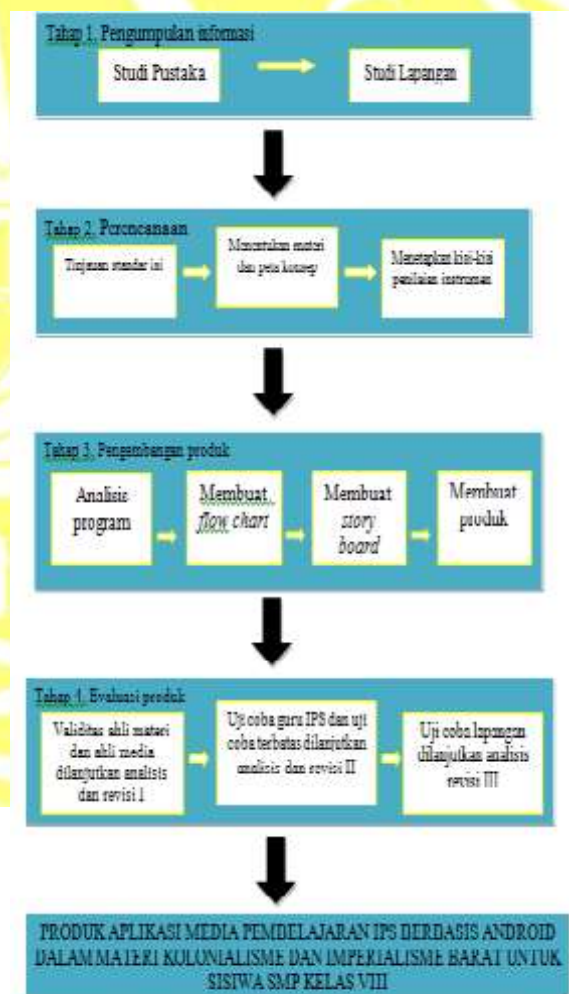 Tahap 1. Pengumpulan informasi
Studi Pustaka
Studi Lapangan
Tahap 2. Perencanaan
Tinjauan standar isi
Menentukan materi
dan peta konsep
Menetapkan kisi-kisi
penilaian instrumen
Tahap 3. Pengembangan produk
Analisis
program
Membuat
flow chart
Membuat
story
board
Membuat
produk
Tahap 4. Evaluasi produk
Validitas ahli materi
dan ahli media
dilanjutkan analisis
dan revisi I
Uji coba guru IPS dan uji
coba terbatas dilanjutkan
analisis dan revisi II
Uji coba lapangan
dilanjutkan analisis
revisi III
PRODUK APLIKASI MEDIA PEMBELAJARAN IPS BERBASIS ANDROID
DALAM MATERI KOLONIALISME DAN IMPERIALISME BARAT UNTUK
SISIWA SMP KELAS VIII